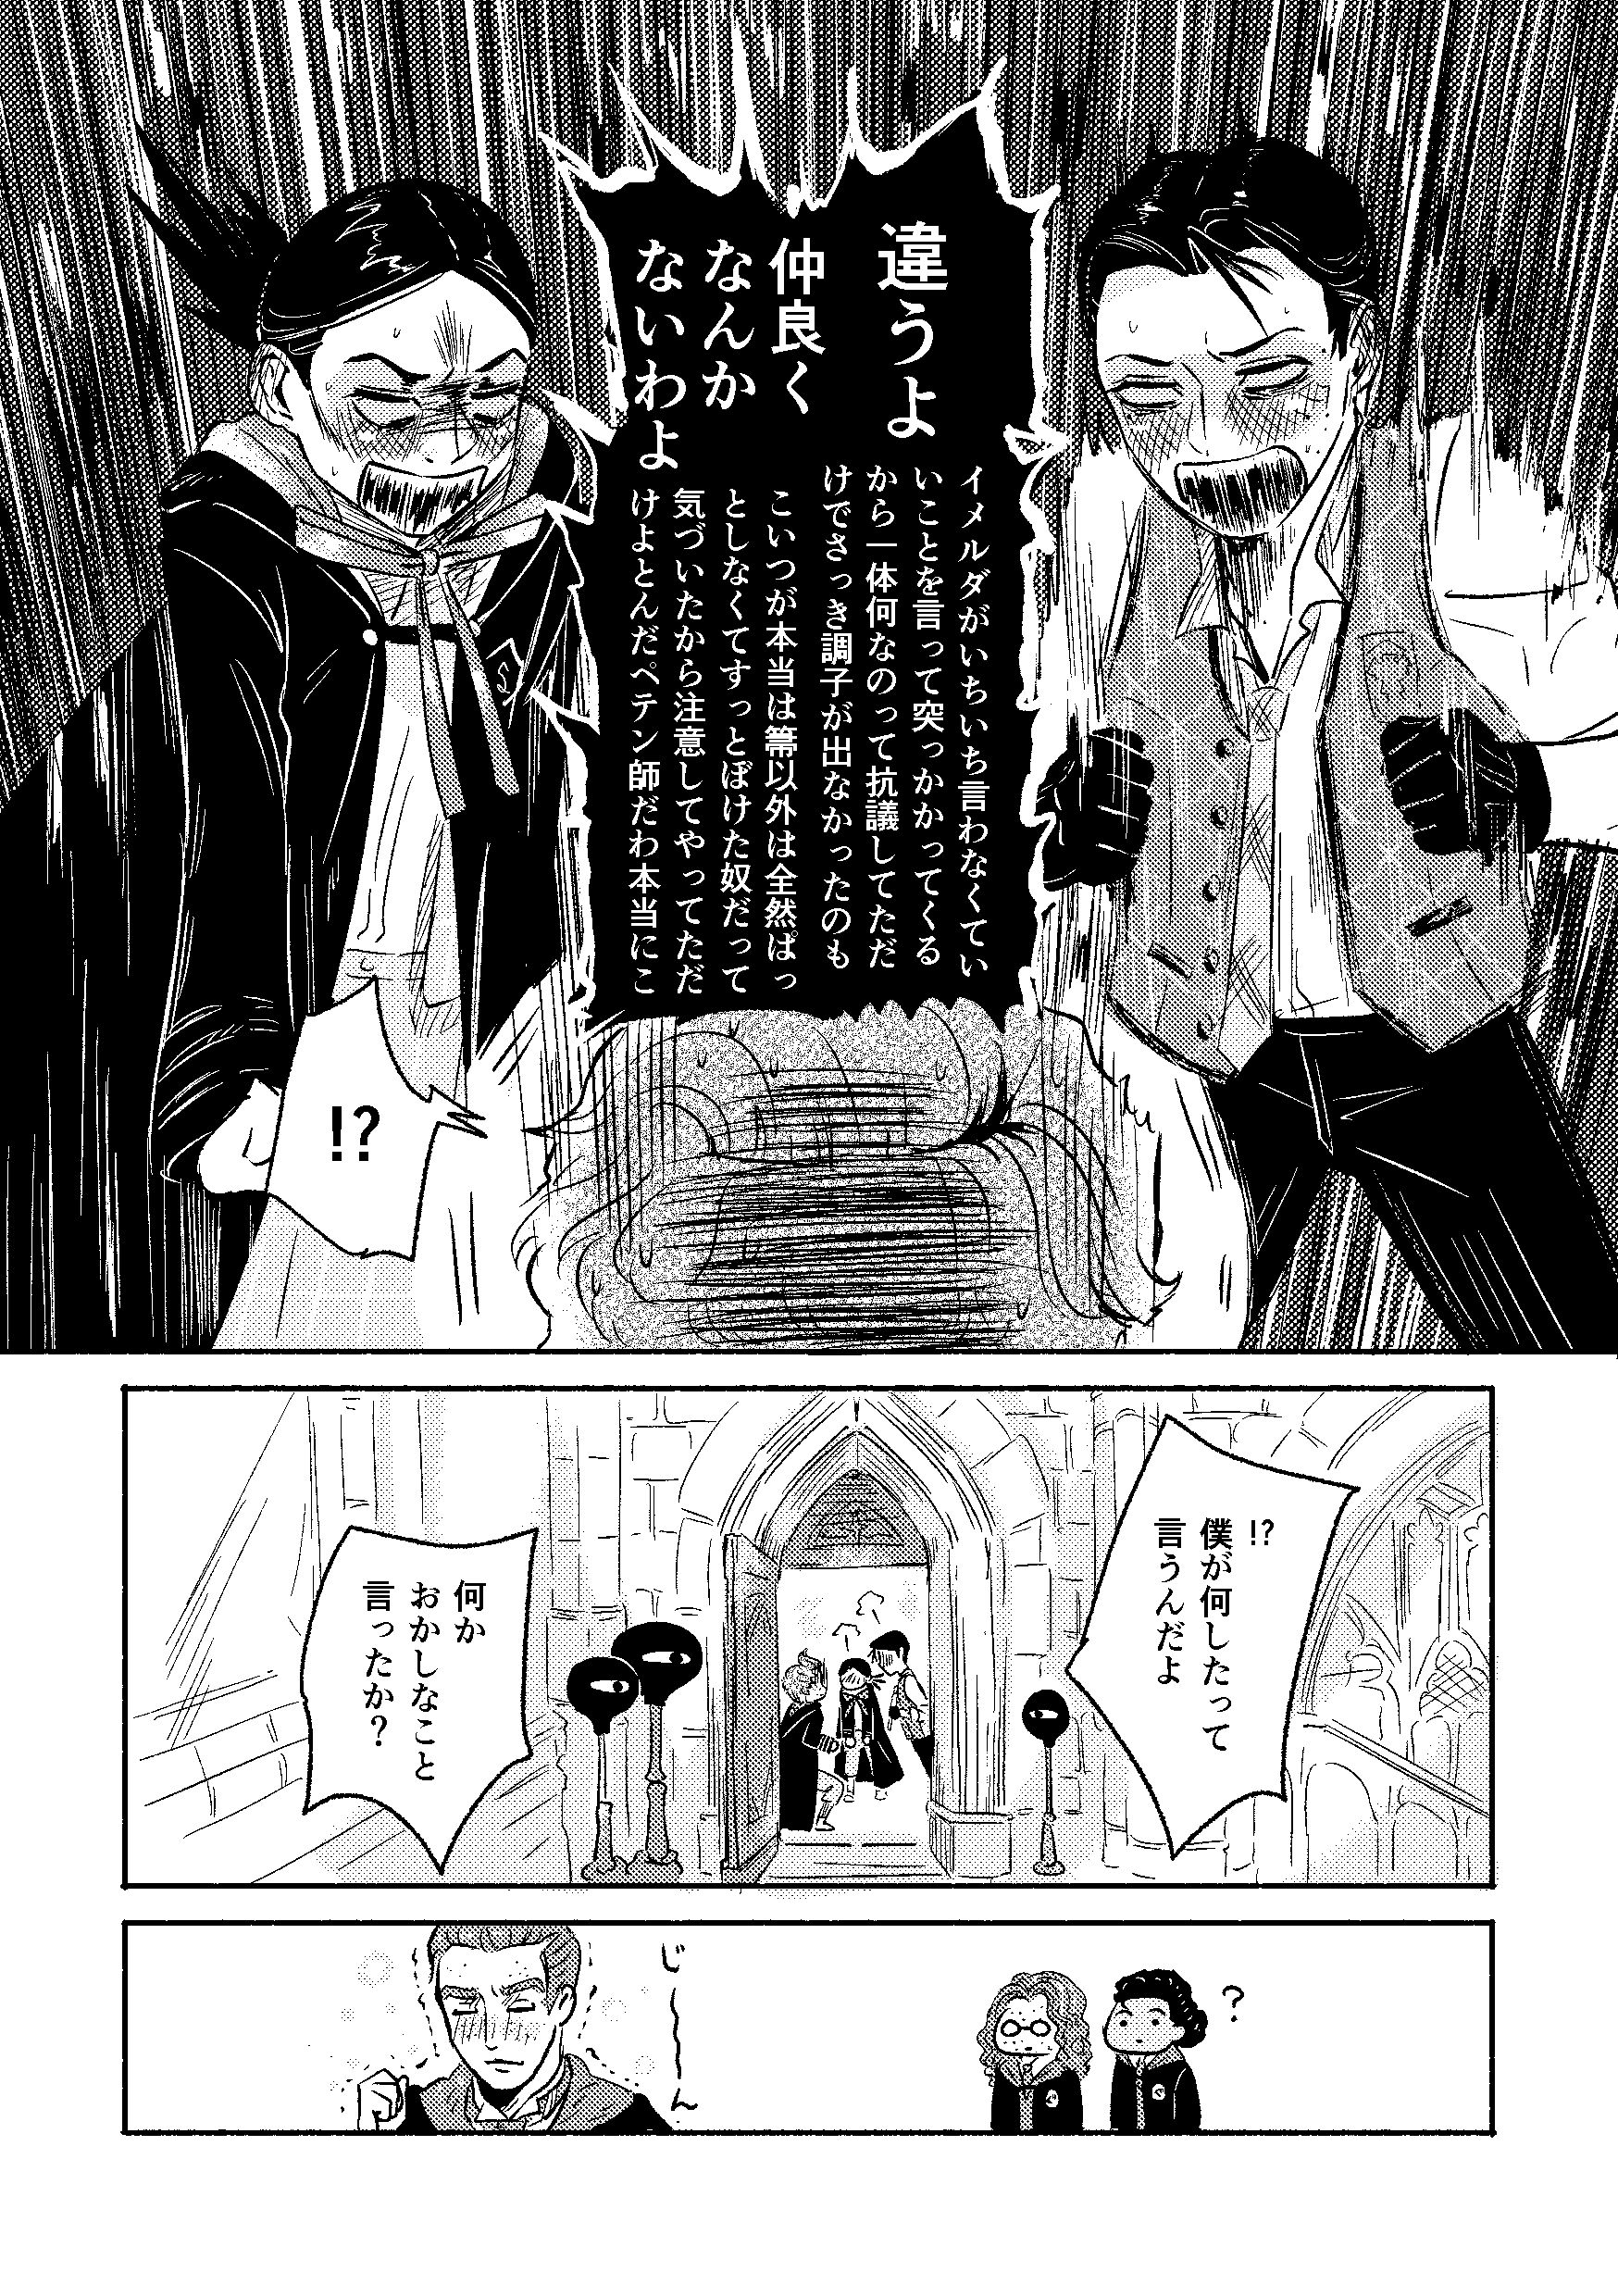 違うよ
イメルダがいちいち言わなくてい
いことを言って突っかかってくる
から一体何なのって抗議してただ
けでさっき調子が出なかったのも
仲良く
なんか
ないわよ
こいつが本当は箒以外は全然ぱっ
としなくてすっとぼけた奴だって
気づいたから注意してやってただ
けよとんだペテン師だわ本当にこ
!?
!?
僕が何したって
言うんだよ
何か
おかしなこと
言ったか？
？
じ〜〜ん